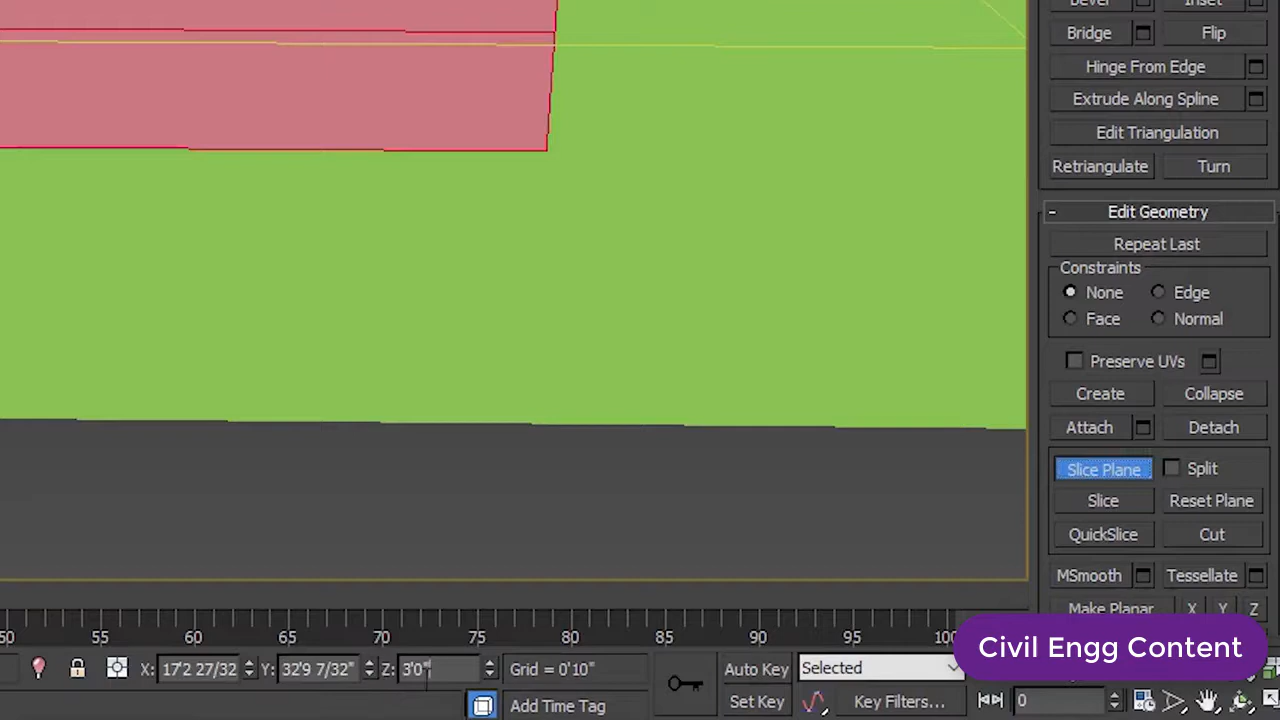 Bevel Inset
Bridge Flip
Hinge From Edge
Extrude Along Spline
Edit Triangulation
Retriangulate Turn
- Edit Geometry
Repeat Last
Constraints
None Edge
Face Normal
Preserve UVs
Create Collapse
Attach Detach
Slice Plane Split
Slice Reset Plane
QuickSlice Cut
MSmooth Tessellate
Make Planar X Y Z
Civil Engg Content
50 55 60 65 70 75 80 85 90 95 100
X: 17'2 27/32 Y: 32'9 7/32" Z: 3'0" Grid = 0'10" Auto Key Selected
Add Time Tag Set Key Key Filters... 0